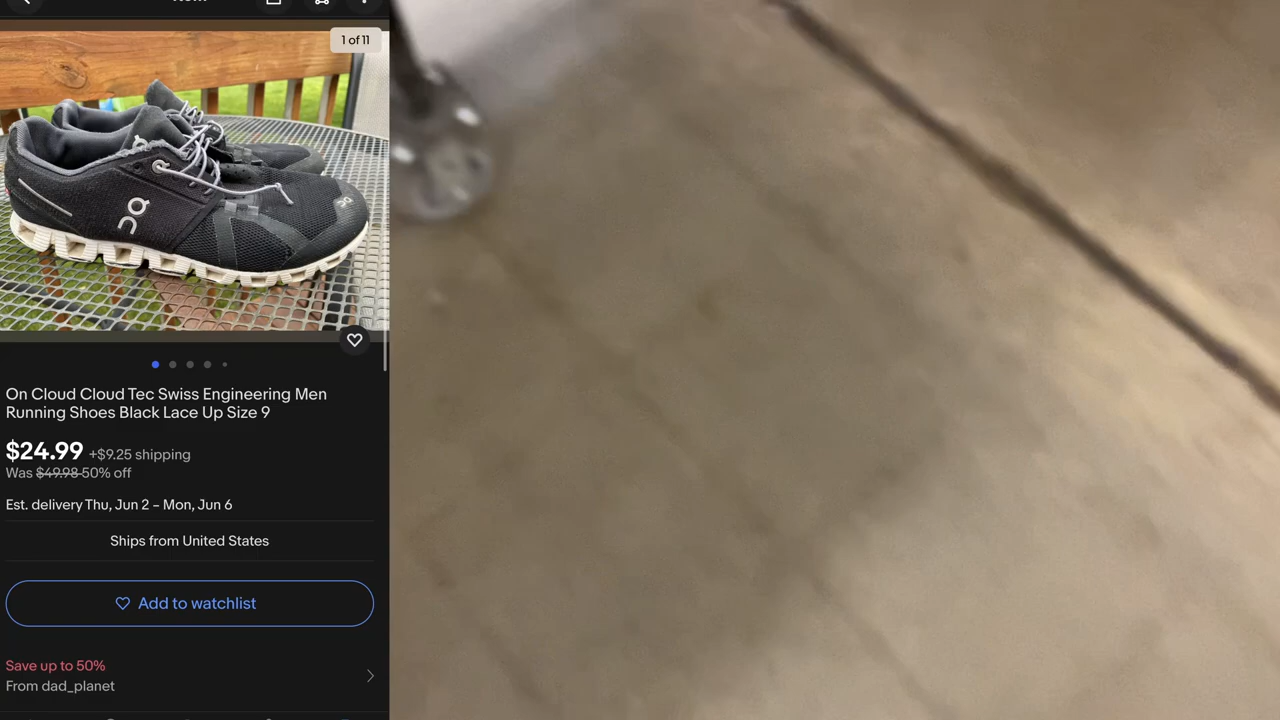 1 of 11
On Cloud Cloud Tec Swiss Engineering Men
Running Shoes Black Lace Up Size 9
$24.99 +$9.25 shipping
Was $49.98 50% off
Est. delivery Thu, Jun 2 – Mon, Jun 6
Ships from United States
Add to watchlist
Save up to 50%
From dad_planet